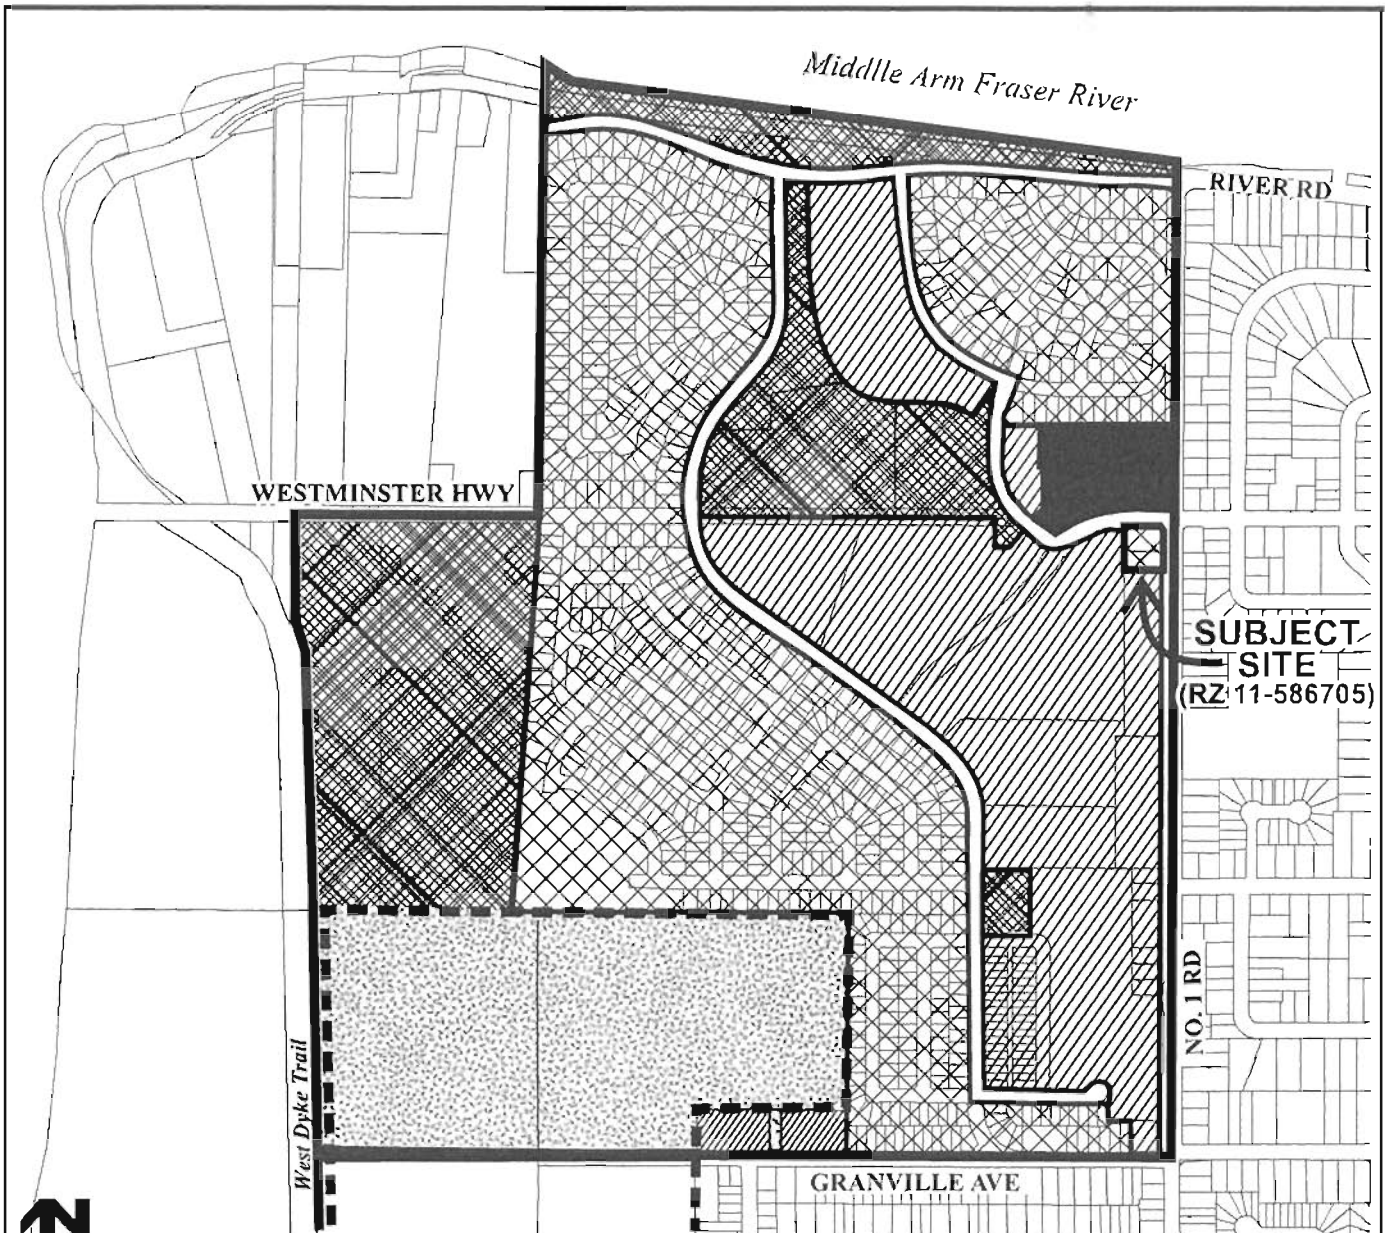 Middlle Arm Fraser River
RIVER RD
WESTMINSTER HWY
SUBJECT
SITE
(RZ 11-586705)
NO. 1 RD
West Dyke Trail
GRANVILLE AVE
N